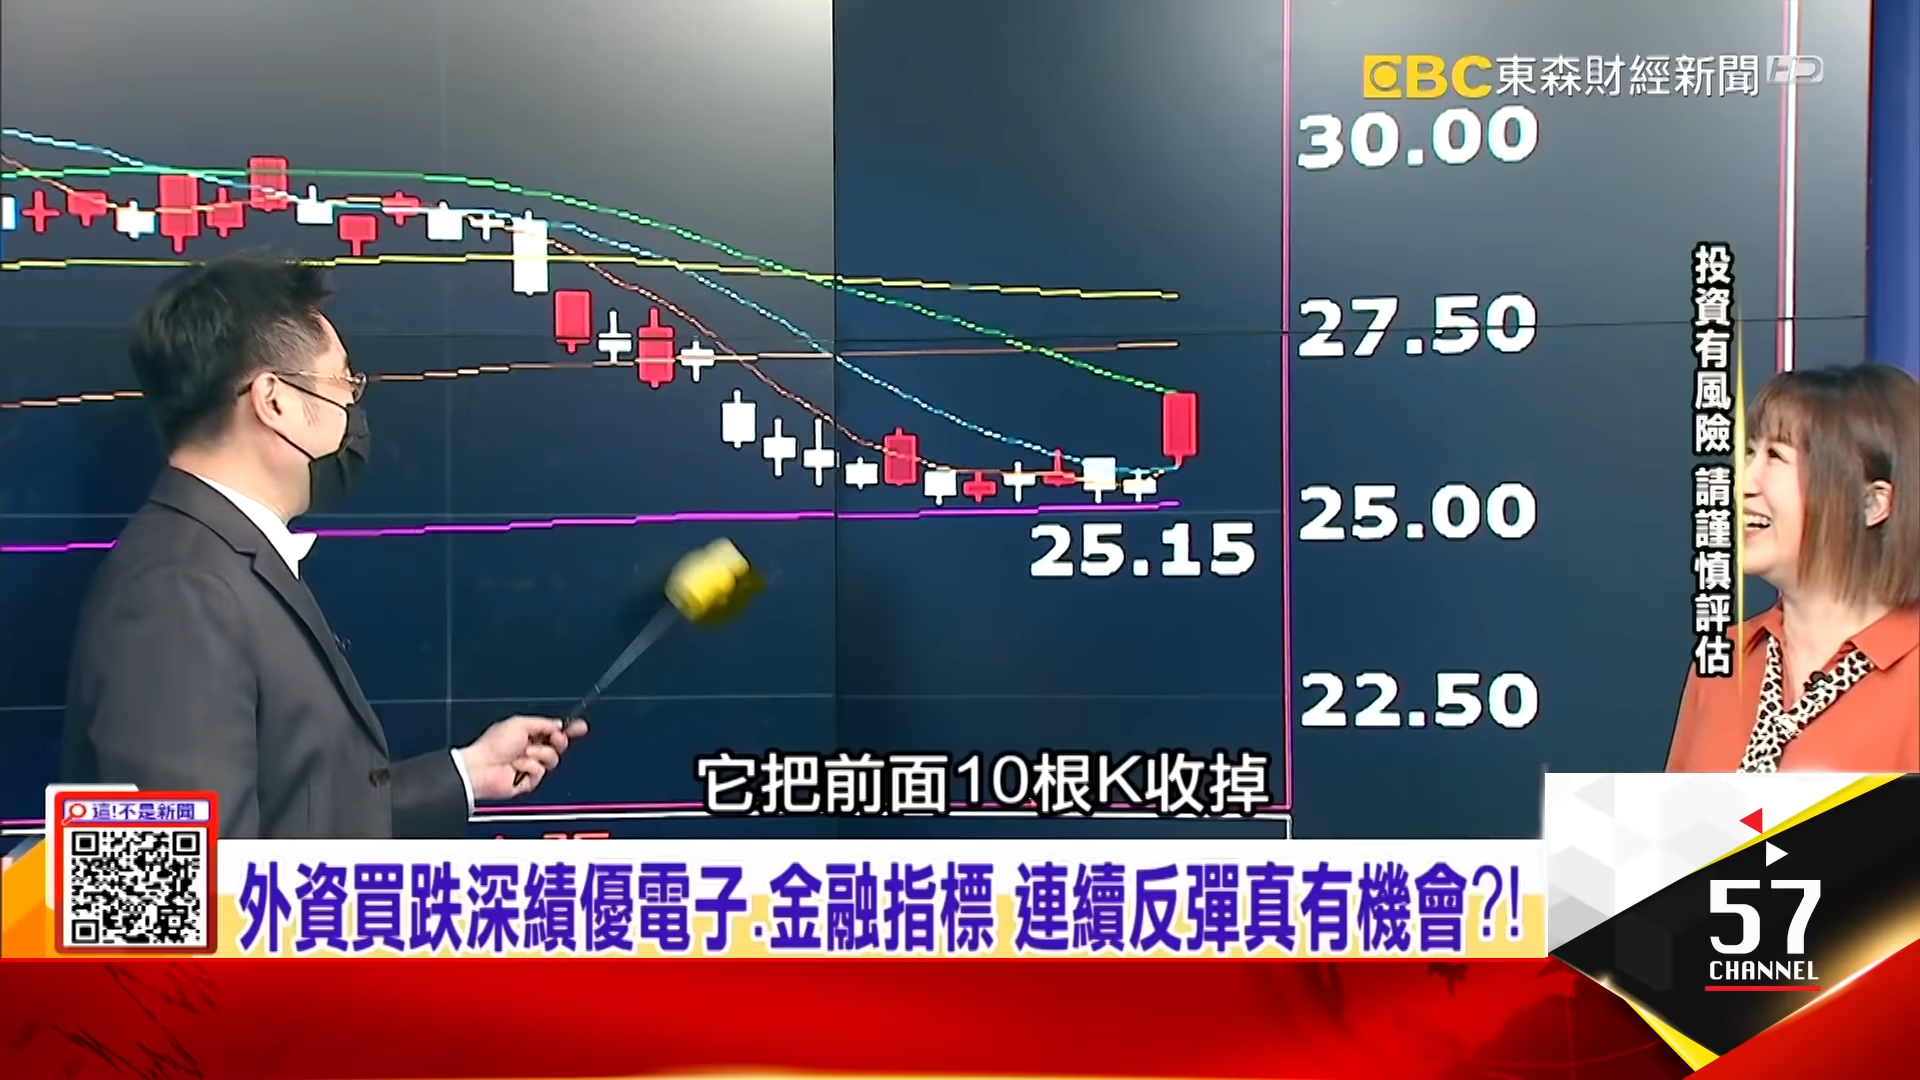 EBC東森財經新聞HD
30.00
27.50
25.00
25.15
22.50
投資有風險 請謹慎評估
它把前面10根K收掉
這!不是新聞
外資買跌深績優電子.金融指標 連續反彈真有機會?!
57
CHANNEL